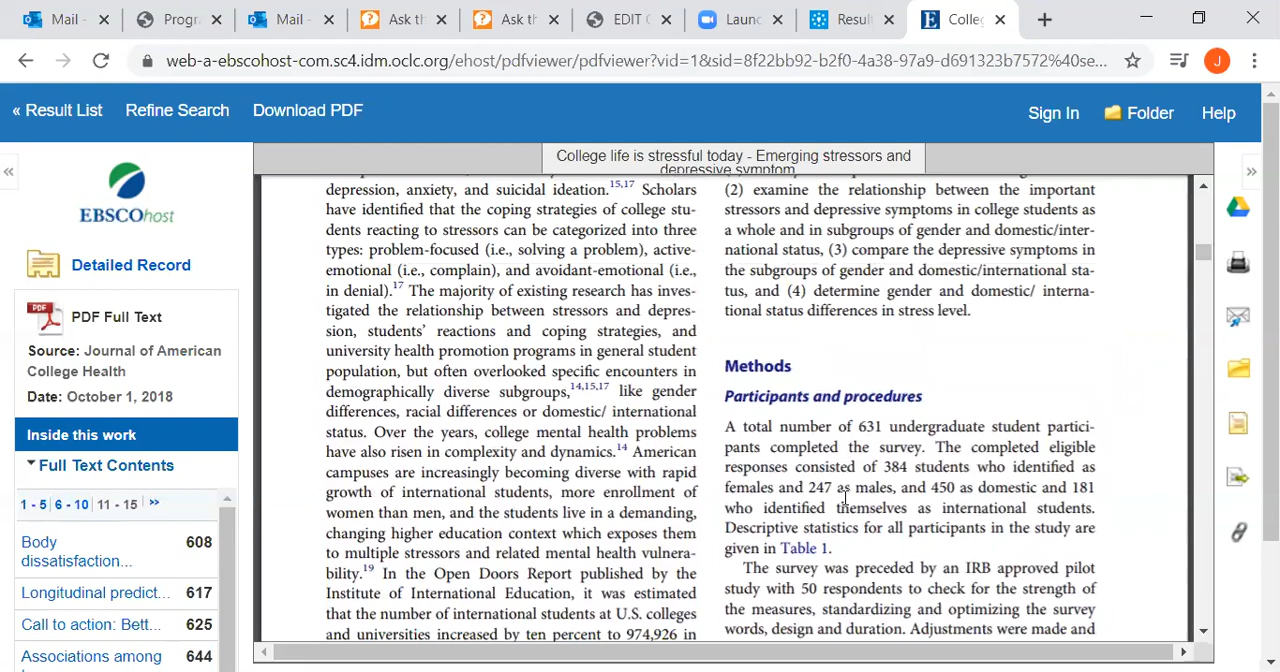 Mail -
Progr
Mail -
Ask th
Ask th
EDIT C
Laun
Result
E Colleg
web-a-ebscohost-com.sc4.idm.oclc.org/ehost/pdfviewer/pdfviewer?vid=1&sid=8f22bb92-b2f0-4a38-97a9-d691323b7572%40se...
J
« Result List Refine Search Download PDF
Sign In Folder Help
College life is stressful today - Emerging stressors and
depressive symptom
EBSCOhost
Detailed Record
PDF PDF Full Text
Source: Journal of American
College Health
Date: October 1, 2018
Inside this work
Full Text Contents
1 - 5 6 - 10 11 - 15 »
Body
dissatisfaction... 608
Longitudinal predict... 617
Call to action: Bett... 625
Associations among 644
depression, anxiety, and suicidal ideation.15,17 Scholars
have identified that the coping strategies of college stu-
dents reacting to stressors can be categorized into three
types: problem-focused (i.e., solving a problem), active-
emotional (i.e., complain), and avoidant-emotional (i.e.,
in denial).17 The majority of existing research has inves-
tigated the relationship between stressors and depres-
sion, students' reactions and coping strategies, and
university health promotion programs in general student
population, but often overlooked specific encounters in
demographically diverse subgroups,14,15,17 like gender
differences, racial differences or domestic/ international
status. Over the years, college mental health problems
have also risen in complexity and dynamics.14 American
campuses are increasingly becoming diverse with rapid
growth of international students, more enrollment of
women than men, and the students live in a demanding,
changing higher education context which exposes them
to multiple stressors and related mental health vulnera-
bility.19 In the Open Doors Report published by the
Institute of International Education, it was estimated
that the number of international students at U.S. colleges
and universities increased by ten percent to 974,926 in
(2) examine the relationship between the important
stressors and depressive symptoms in college students as
a whole and in subgroups of gender and domestic/inter-
national status, (3) compare the depressive symptoms in
the subgroups of gender and domestic/international sta-
tus, and (4) determine gender and domestic/ interna-
tional status differences in stress level.
Methods
Participants and procedures
A total number of 631 undergraduate student partici-
pants completed the survey. The completed eligible
responses consisted of 384 students who identified as
females and 247 as males, and 450 as domestic and 181
who identified themselves as international students.
Descriptive statistics for all participants in the study are
given in Table 1.
The survey was preceded by an IRB approved pilot
study with 50 respondents to check for the strength of
the measures, standardizing and optimizing the survey
words, design and duration. Adjustments were made and